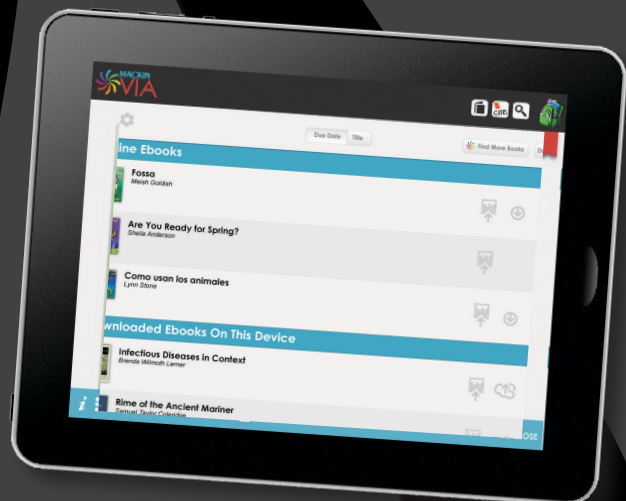 MACKIN
VIA
CITE
Due Date Title
Find More Books
ine Ebooks
Fossa
Meish Goldish
Are You Ready for Spring?
Sheila Anderson
Como usan los animales
Lynn Stone
wnloaded Ebooks On This Device
Infectious Diseases in Context
Brenda Wilmoth Lerner
Rime of the Ancient Mariner
Samuel Taylor Coleridge
i
OSE